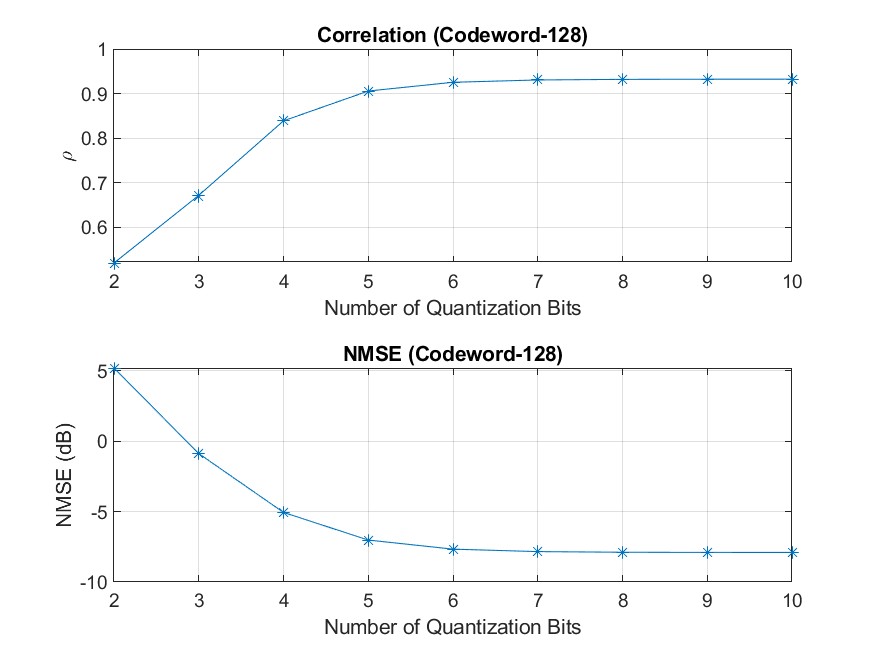 Correlation (Codeword-128)
1
0.9
0.8
0.7
0.6
ρ
2 3 4 5 6 7 8 9 10
Number of Quantization Bits
NMSE (Codeword-128)
5
0
-5
-10
NMSE (dB)
2 3 4 5 6 7 8 9 10
Number of Quantization Bits